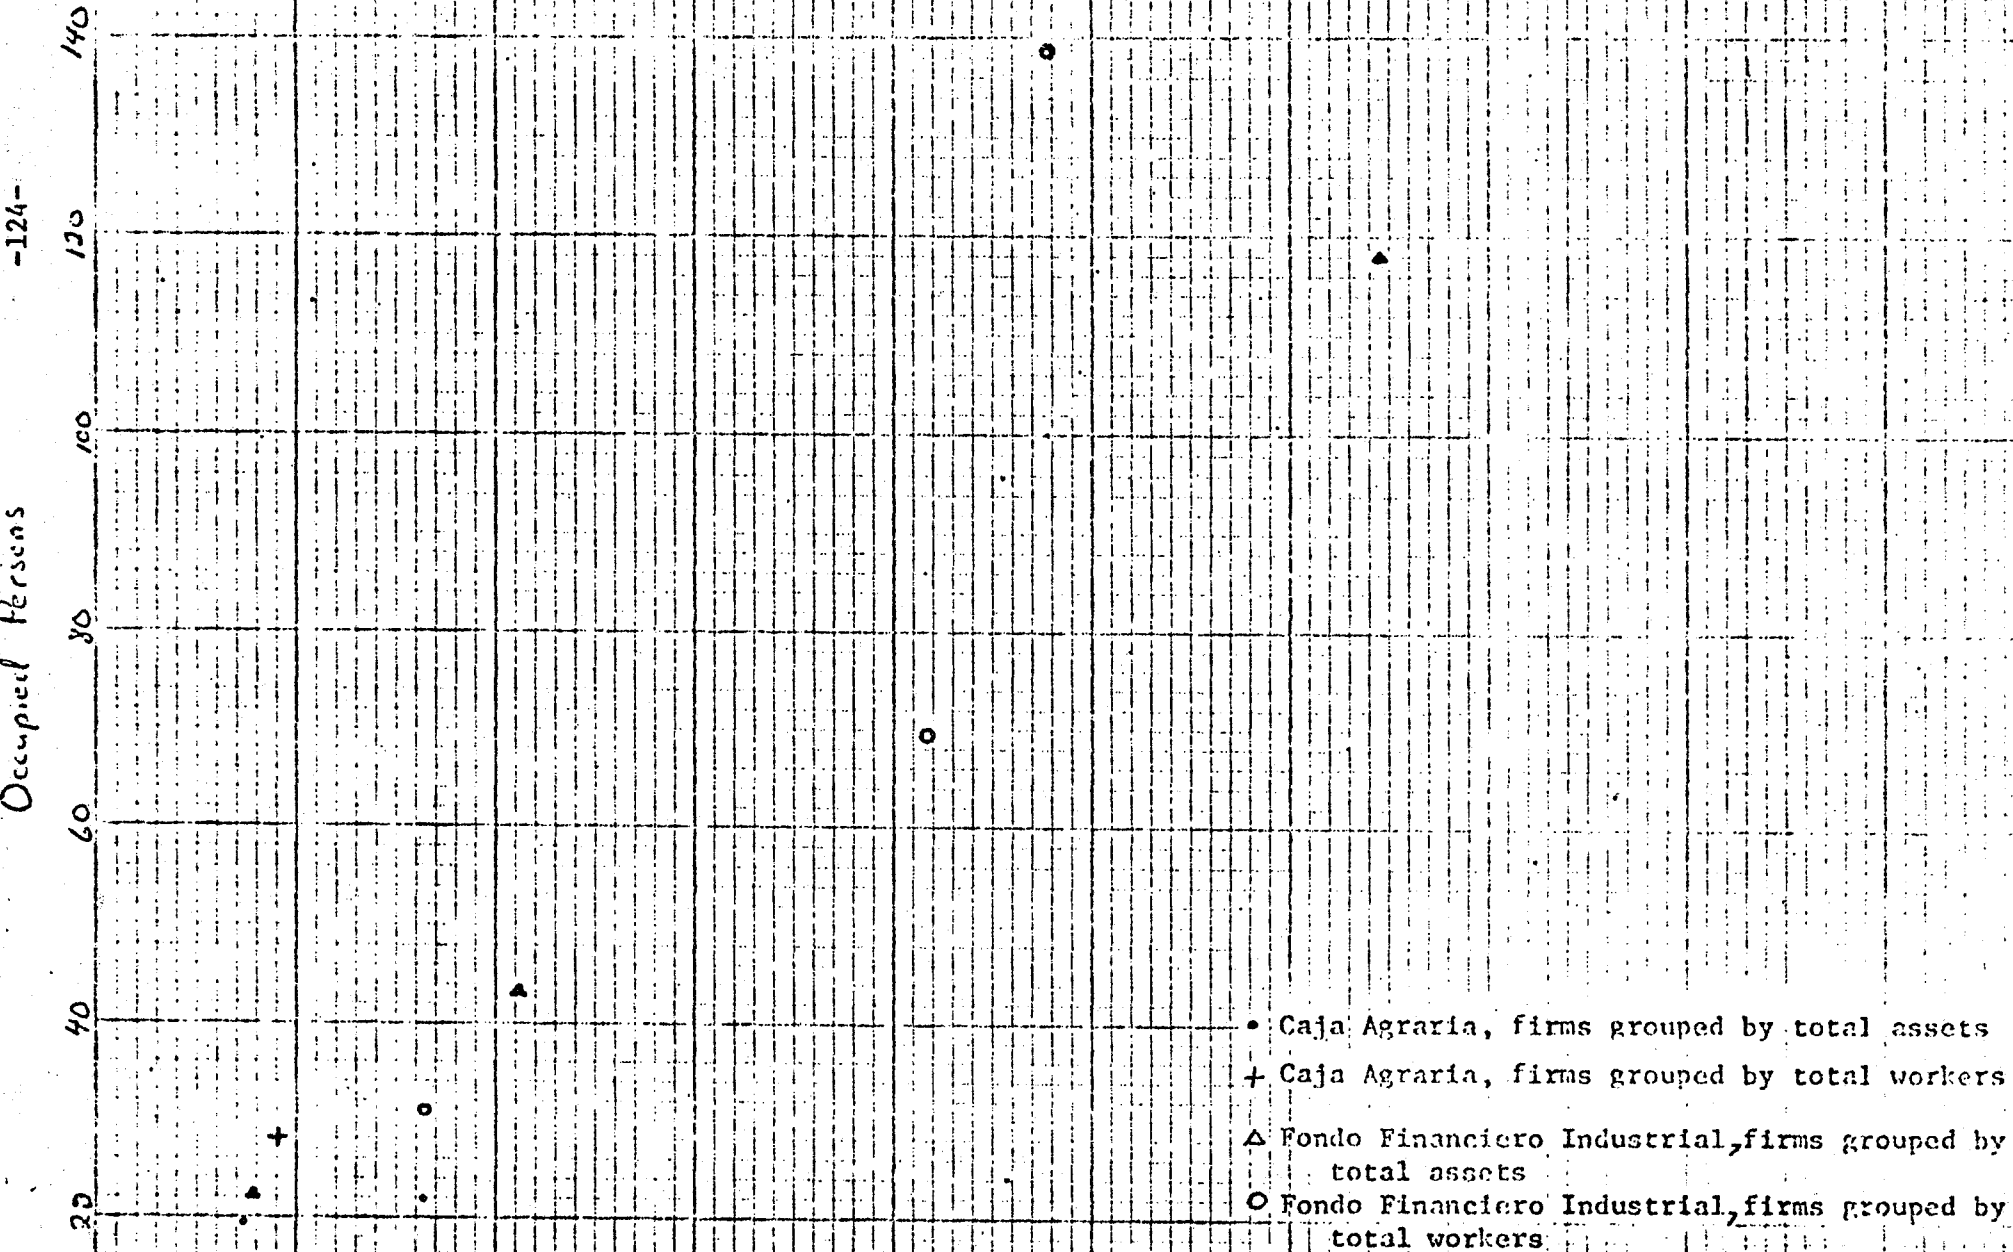 -124-
Occupied Persons
140
120
100
80
60
40
20
• Caja Agraria, firms grouped by total assets
+ Caja Agraria, firms grouped by total workers
△ Fondo Financiero Industrial, firms grouped by
total assets
O Fondo Financiero Industrial, firms grouped by
total workers